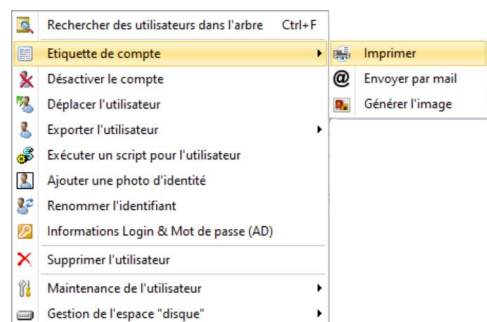 Rechercher des utilisateurs dans l'arbre Ctrl+F
Etiquette de compte
Imprimer
Désactiver le compte
@ Envoyer par mail
Déplacer l'utilisateur
Générer l'image
Exporter l'utilisateur
Exécuter un script pour l'utilisateur
Ajouter une photo d'identité
Renommer l'identifiant
Informations Login & Mot de passe (AD)
Supprimer l'utilisateur
Maintenance de l'utilisateur
Gestion de l'espace "disque"